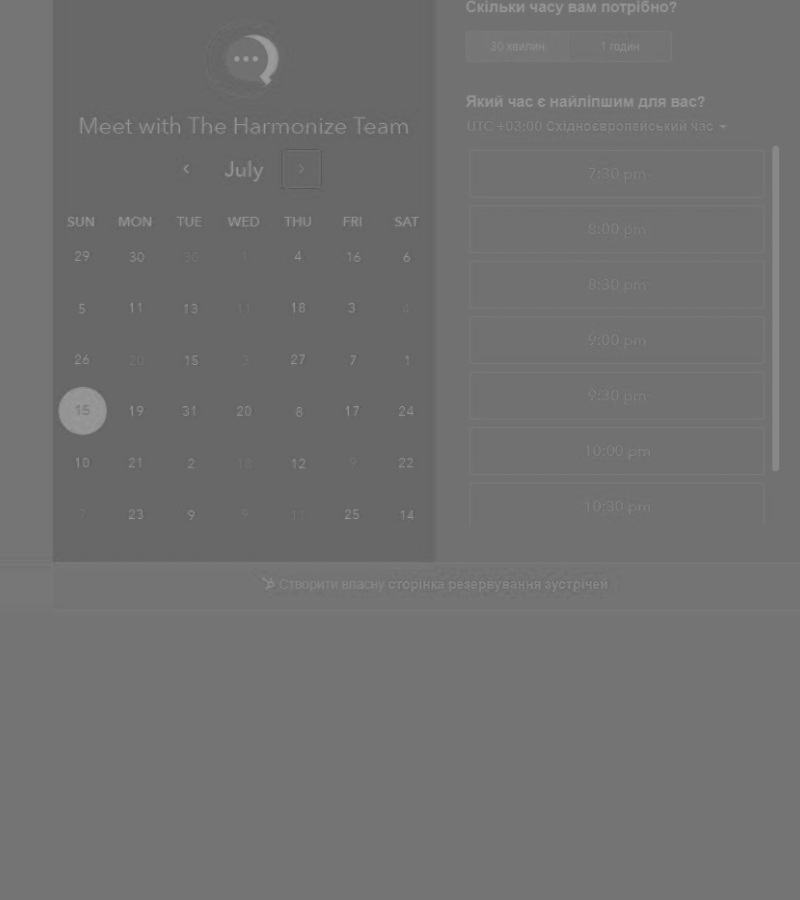 Скільки часу вам потрібно?
30 хвилин 1 годин
Meet with The Harmonize Team
July
SUN MON TUE WED THU FRI SAT
29 30 30 1 4 16 6
5 11 13 11 18 3 4
26 20 15 3 27 7 1
15 19 31 20 8 17 24
10 21 2 10 12 9 22
7 23 9 9 11 25 14
Який час є найліпшим для вас?
UTC +03:00 Східноєвропейський час
7:30 pm
8:00 pm
8:30 pm
9:00 pm
9:30 pm
10:00 pm
10:30 pm
Створити власну сторінка резервування зустрічей